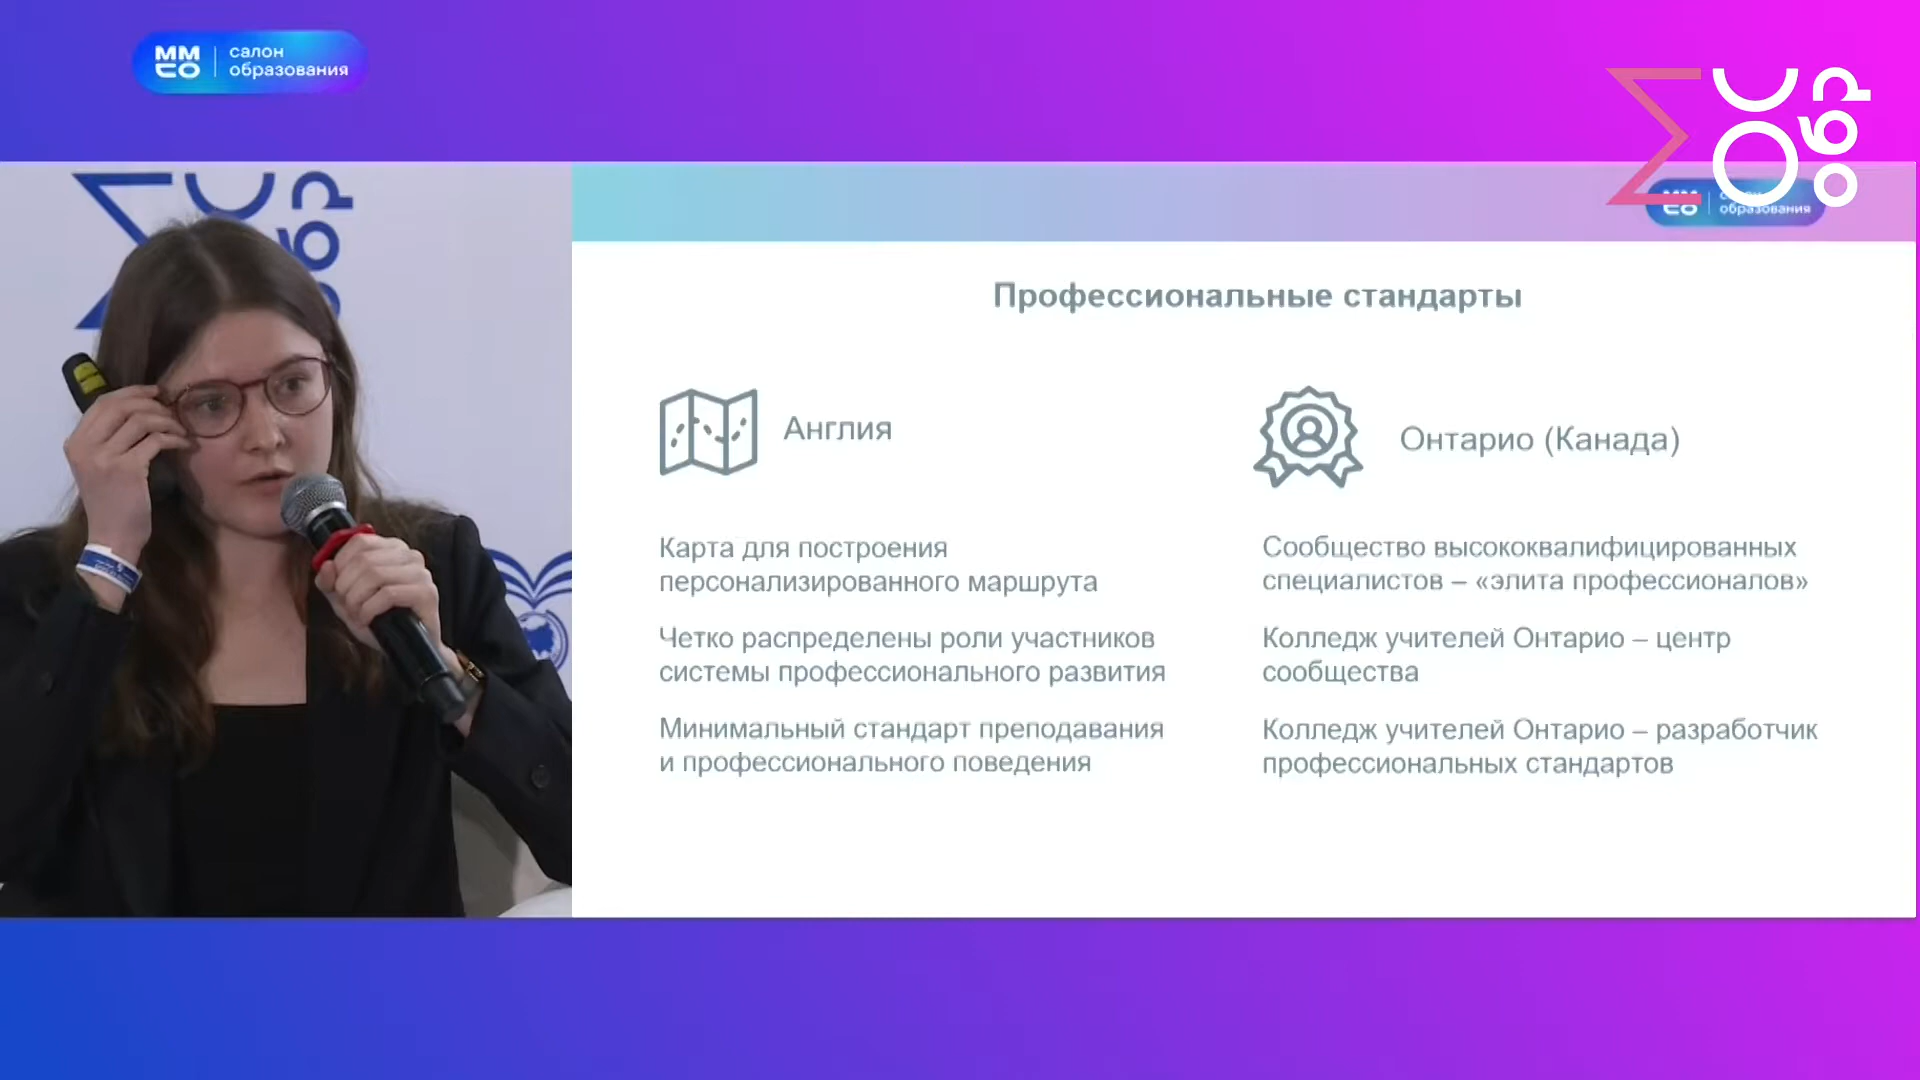 ММ
СО
салон
образования
Σ
обр
образования
Профессиональные стандарты
Англия
Карта для построения
персонализированного маршрута
Четко распределены роли участников
системы профессионального развития
Минимальный стандарт преподавания
и профессионального поведения
Онтарио (Канада)
Сообщество высококвалифицированных
специалистов – «элита профессионалов»
Колледж учителей Онтарио – центр
сообщества
Колледж учителей Онтарио – разработчик
профессиональных стандартов